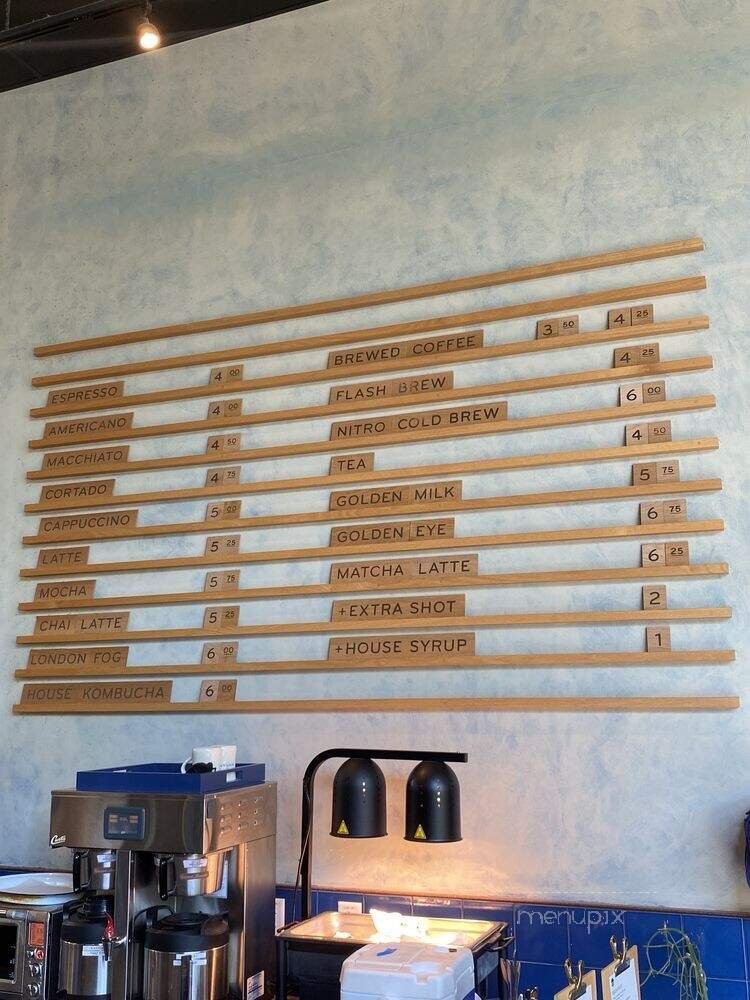 ESPRESSO 4 00
AMERICANO 4 00
MACCHIATO 4 50
CORTADO 4 75
CAPPUCCINO 5 00
LATTE 5 25
MOCHA 5 75
CHAI LATTE 5 25
LONDON FOG 6 00
HOUSE KOMBUCHA 6 00
BREWED COFFEE 3 50 4 25
FLASH BREW 4 25
NITRO COLD BREW 6 00
TEA 4 50
GOLDEN MILK 5 75
GOLDEN EYE 6 75
MATCHA LATTE 6 25
+EXTRA SHOT 2
+HOUSE SYRUP 1
Curtis
menupix